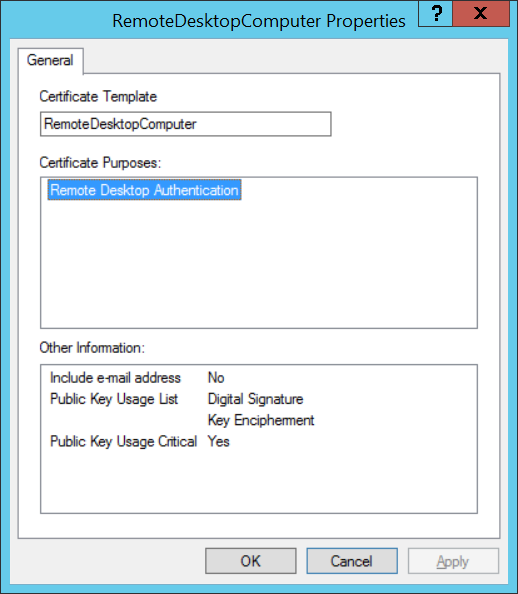 RemoteDesktopComputer Properties
? X
General
Certificate Template
RemoteDesktopComputer
Certificate Purposes:
Remote Desktop Authentication
Other Information:
Include e-mail address No
Public Key Usage List Digital Signature
Key Encipherment
Public Key Usage Critical Yes
OK Cancel Apply